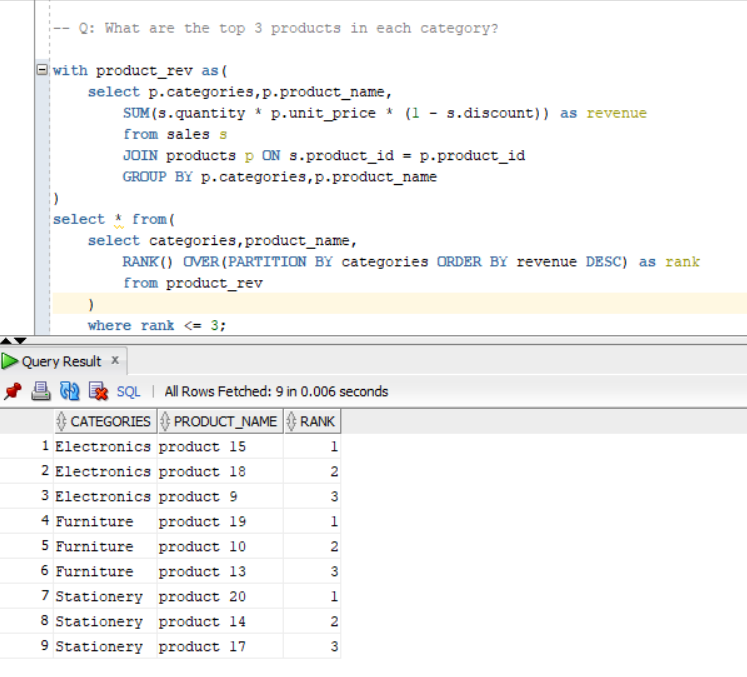 -- Q: What are the top 3 products in each category?
with product_rev as(
select p.categories,p.product_name,
SUM(s.quantity * p.unit_price * (1 - s.discount)) as revenue
from sales s
JOIN products p ON s.product_id = p.product_id
GROUP BY p.categories,p.product_name
)
select * from(
select categories,product_name,
RANK() OVER(PARTITION BY categories ORDER BY revenue DESC) as rank
from product_rev
)
where rank <= 3;
Query Result x
SQL | All Rows Fetched: 9 in 0.006 seconds
CATEGORIES PRODUCT_NAME RANK
1 Electronics product 15 1
2 Electronics product 18 2
3 Electronics product 9 3
4 Furniture product 19 1
5 Furniture product 10 2
6 Furniture product 13 3
7 Stationery product 20 1
8 Stationery product 14 2
9 Stationery product 17 3